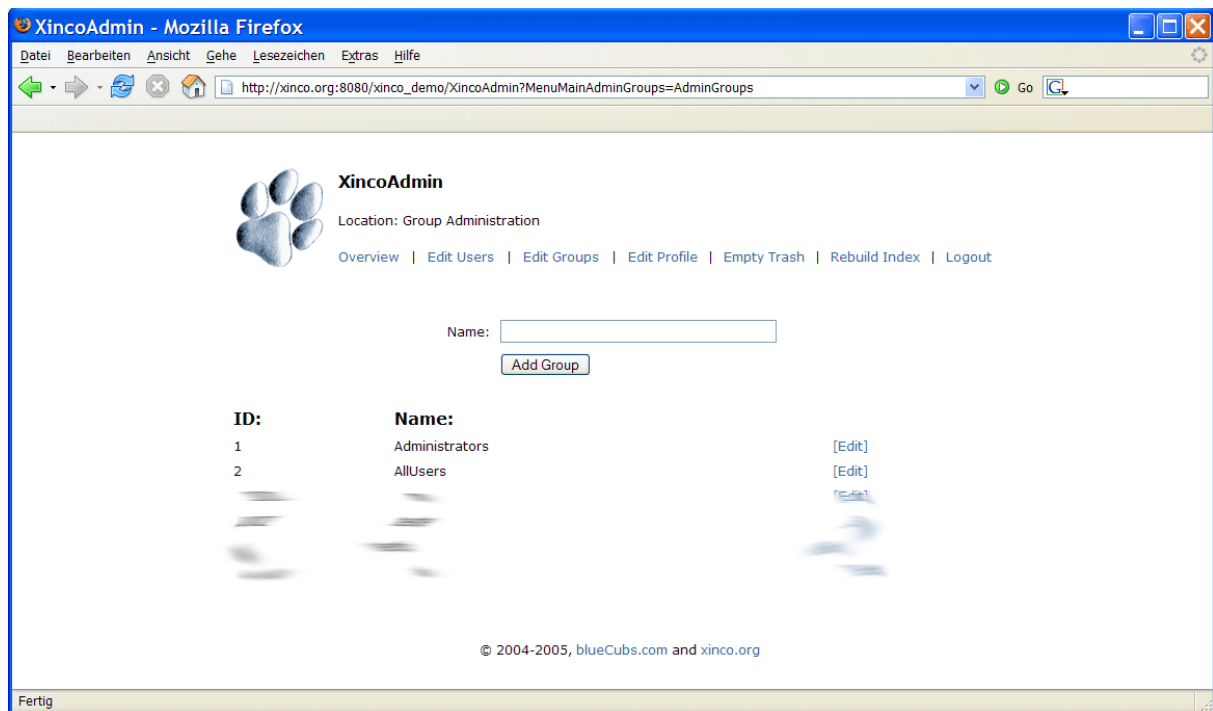 XincoAdmin - Mozilla Firefox
Datei Bearbeiten Ansicht Gehe Lesezeichen Extras Hilfe
http://xinco.org:8080/xinco_demo/XincoAdmin?MenuMainAdminGroups=AdminGroups Go G
XincoAdmin
Location: Group Administration
Overview | Edit Users | Edit Groups | Edit Profile | Empty Trash | Rebuild Index | Logout
Name:
Add Group
ID: Name:
1 Administrators [Edit]
2 AllUsers [Edit]
© 2004-2005, blueCubs.com and xinco.org
Fertig